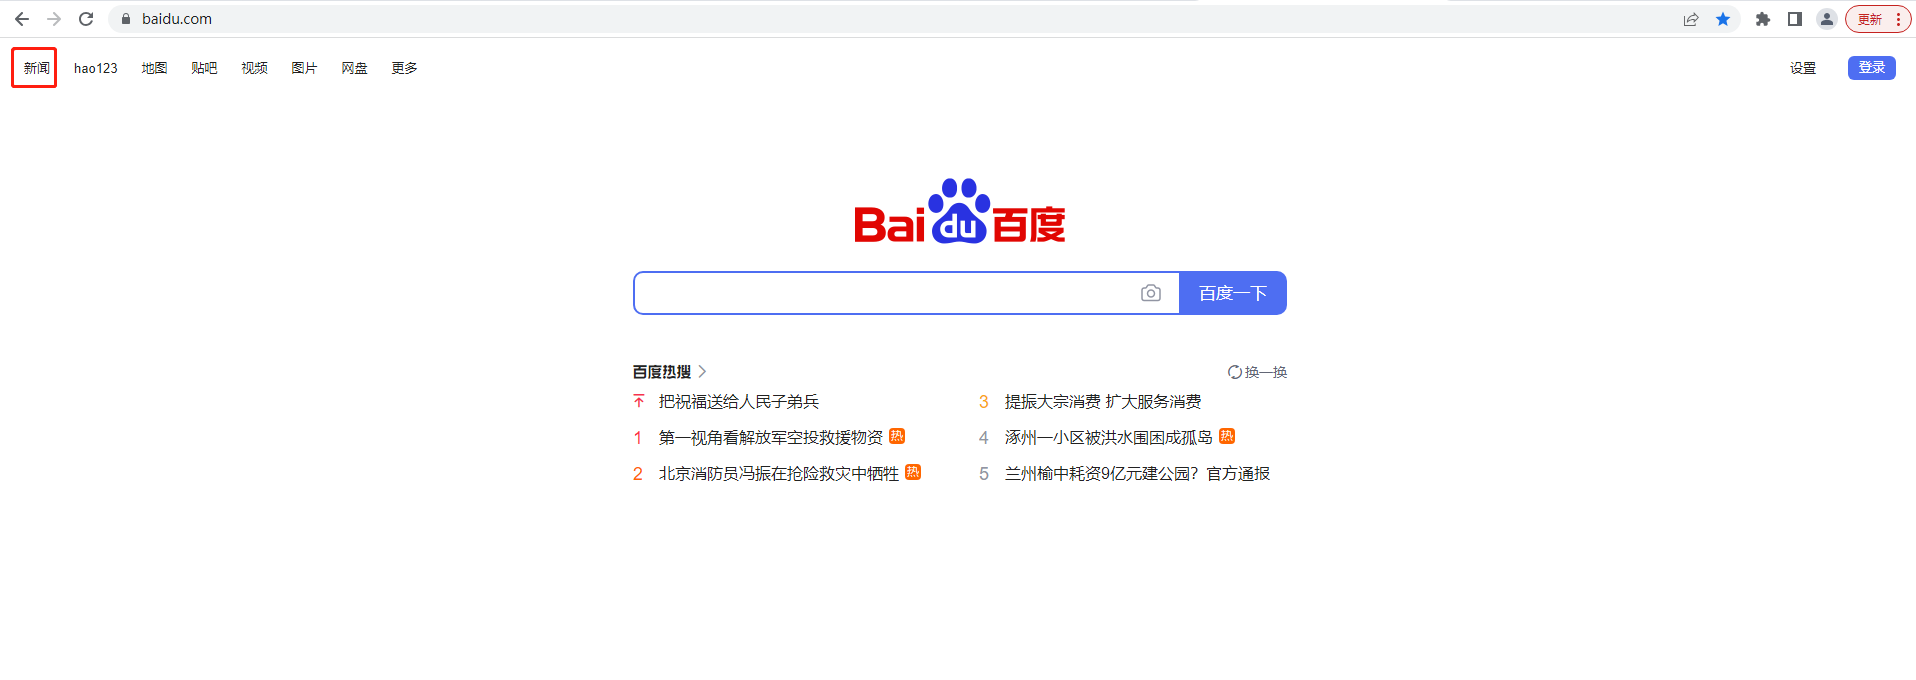 baidu.com
更新
新闻 hao123 地图 贴吧 视频 图片 网盘 更多
设置 登录
Baidu百度
百度一下
百度热搜
换一换
把祝福送给人民子弟兵
1 第一视角看解放军空投救援物资 热
2 北京消防员冯振在抢险救灾中牺牲 热
3 提振大宗消费 扩大服务消费
4 涿州一小区被洪水围困成孤岛 热
5 兰州榆中耗资9亿元建公园？官方通报